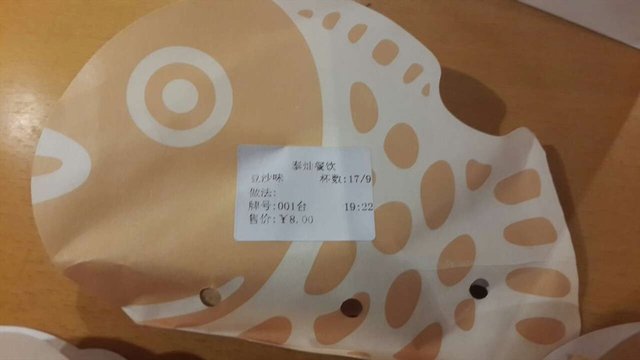 泰灿餐饮
豆沙味 杯数:17/9
做法:
牌号:001台 19:22
售价:￥8.00